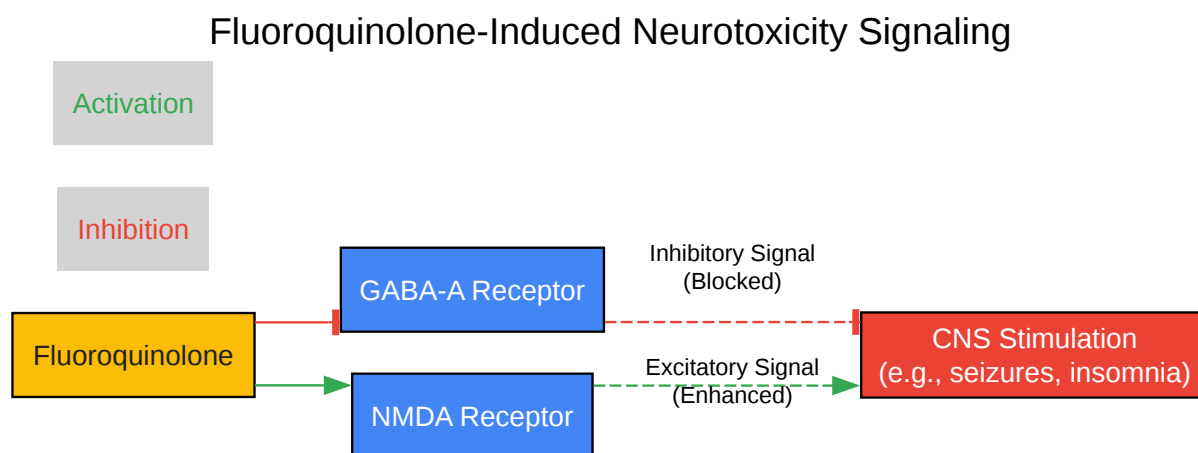 Fluoroquinolone-Induced Neurotoxicity Signaling
Activation
Inhibition
Fluoroquinolone
GABA-A Receptor
Inhibitory Signal
(Blocked)
NMDA Receptor
Excitatory Signal
(Enhanced)
CNS Stimulation
(e.g., seizures, insomnia)